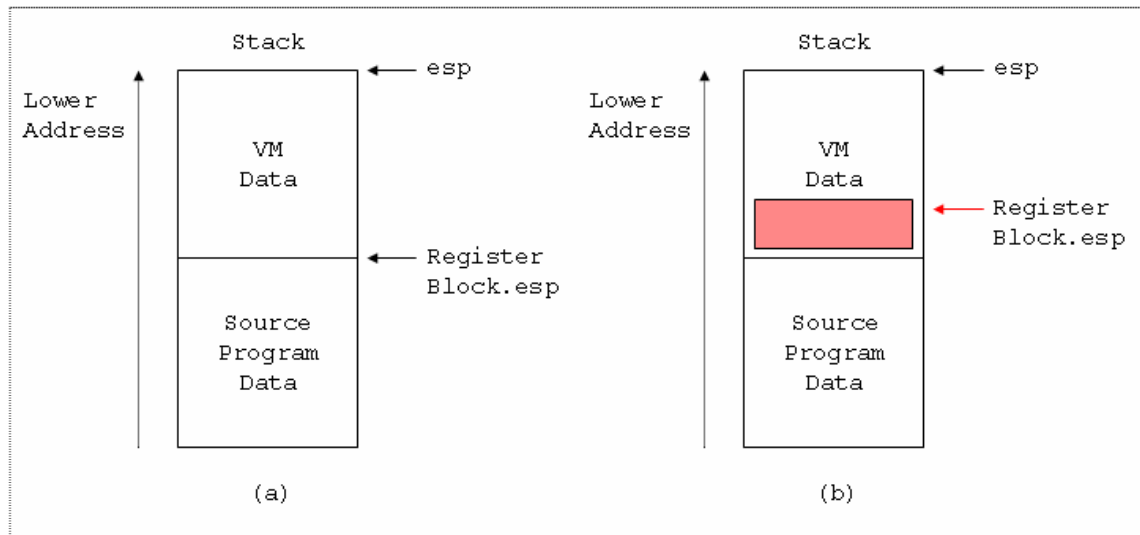 Stack
esp
Lower
Address
VM
Data
Register
Block.esp
Source
Program
Data
(a)
Stack
esp
Lower
Address
VM
Data
Register
Block.esp
Source
Program
Data
(b)